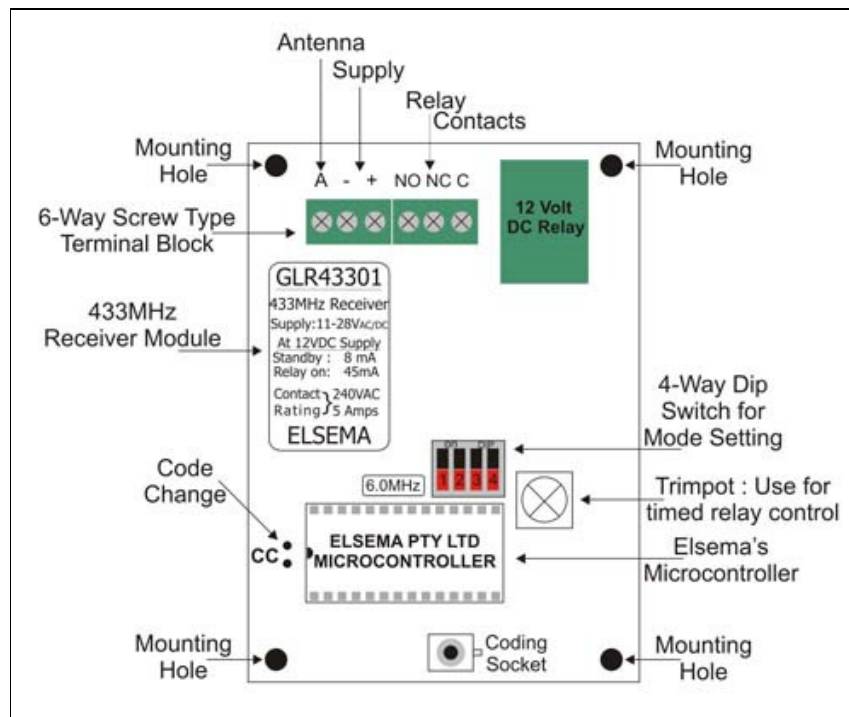 Antenna
Supply
Relay
Contacts
Mounting
Hole
Mounting
Hole
A - + NO NC C
6-Way Screw Type
Terminal Block
12 Volt
DC Relay
GLR43301
433MHz Receiver
Supply:11-28VAC/DC
At 12VDC Supply
Standby : 8 mA
Relay on: 45mA
Contact } 240VAC
Rating } 5 Amps
ELSEMA
433MHz
Receiver Module
4-Way Dip
Switch for
Mode Setting
ON DIP
1 2 3 4
6.0MHz
Code
Change
CC
Trimpot : Use for
timed relay control
ELSEMA PTY LTD
MICROCONTROLLER
Elsema's
Microcontroller
Mounting
Hole
Coding
Socket
Mounting
Hole